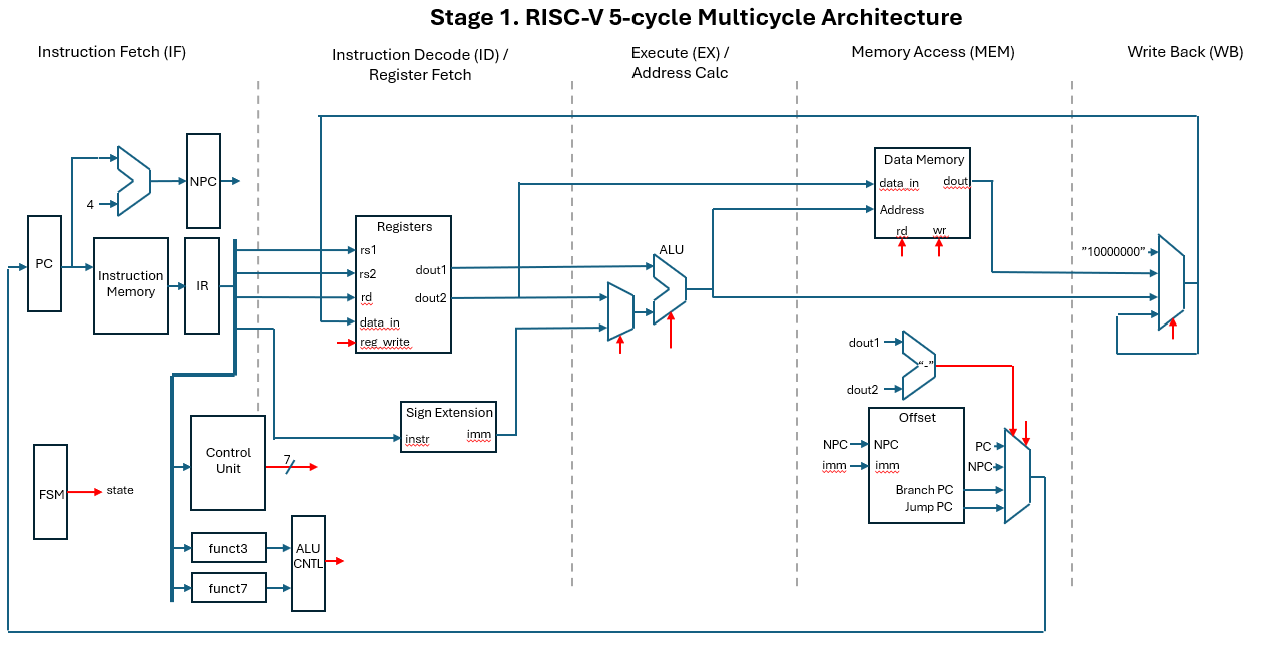 Stage 1. RISC-V 5-cycle Multicycle Architecture
Instruction Fetch (IF)
Instruction Decode (ID) /
Register Fetch
Execute (EX) /
Address Calc
Memory Access (MEM)
Write Back (WB)
NPC
4
PC
Instruction
Memory
IR
Registers
rs1
rs2
rd
data_in
reg_write
dout1
dout2
ALU
Data Memory
data_in
dout
Address
rd
wr
"10000000"
dout1
"-"
dout2
Offset
NPC
NPC
imm
imm
Branch PC
Jump PC
PC
NPC
Sign Extension
instr
imm
Control
Unit
7
FSM
state
funct3
funct7
ALU
CNTL